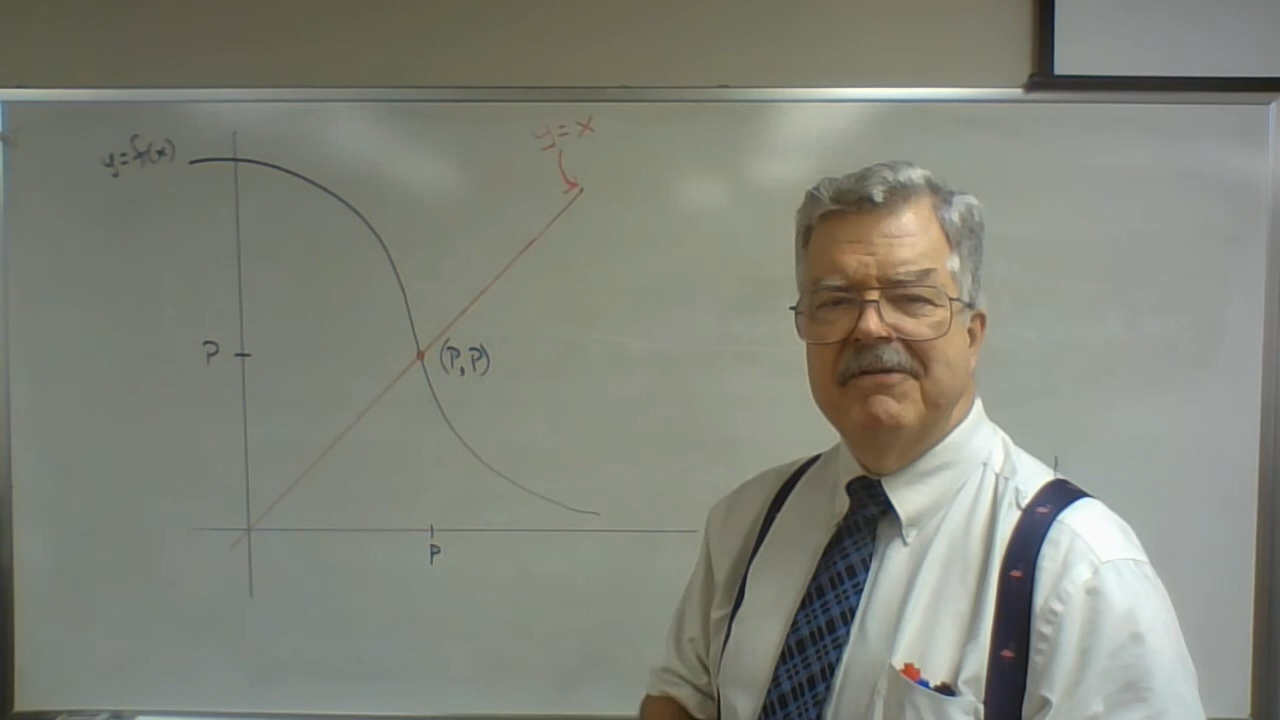 y=x
y=f(x)
P
(P,P)
P